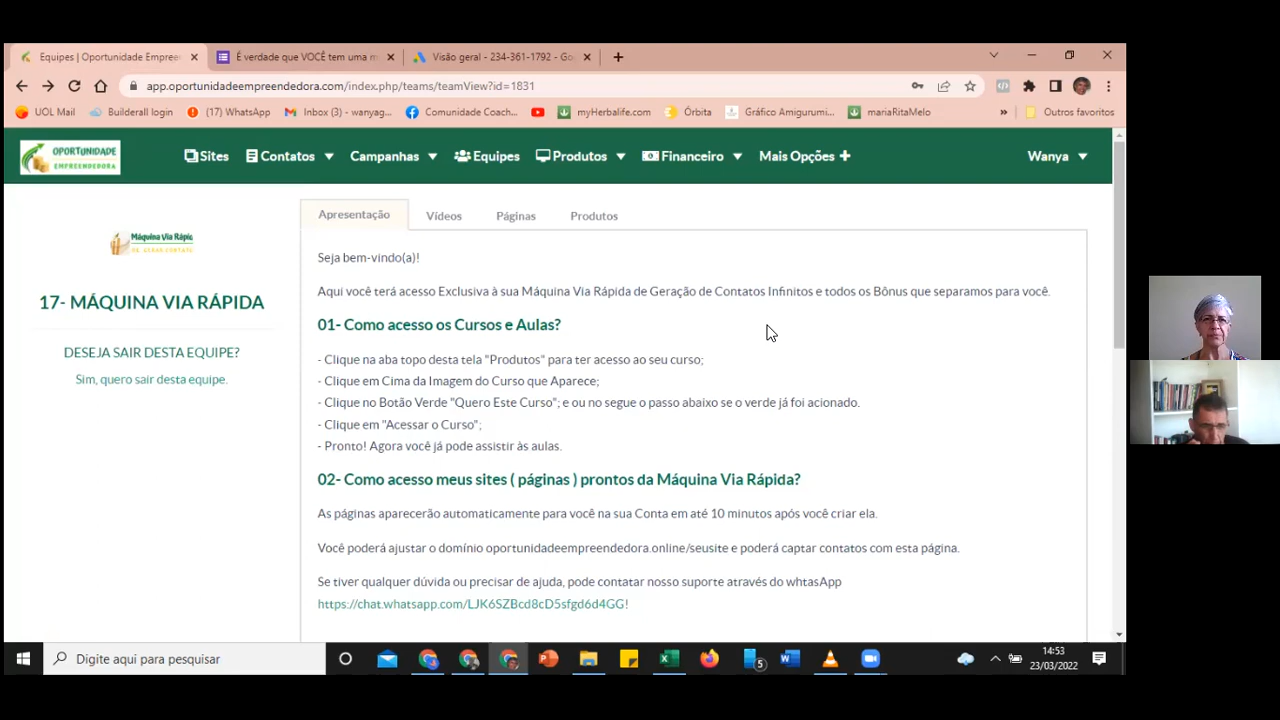 Equipes | Oportunidade Empreen
É verdade que VOCÊ tem uma m
Visão geral - 234-361-1792 - Go
app.oportunidadeempreendedora.com/index.php/teams/teamView?id=1831
UOL Mail
Builderall login
(17) WhatsApp
Inbox (3) - wanyag...
Comunidade Coach...
myHerbalife.com
Órbita
Gráfico Amigurumi...
mariaRitaMelo
»
Outros favoritos
OPORTUNIDADE
EMPREENDEDORA
Sites
Contatos
Campanhas
Equipes
Produtos
Financeiro
Mais Opções +
Wanya
Máquina Via Rápid
17- MÁQUINA VIA RÁPIDA
DESEJA SAIR DESTA EQUIPE?
Sim, quero sair desta equipe.
Apresentação
Vídeos
Páginas
Produtos
Seja bem-vindo(a)!
Aqui você terá acesso Exclusiva à sua Máquina Via Rápida de Geração de Contatos Infinitos e todos os Bônus que separamos para você.
01- Como acesso os Cursos e Aulas?
- Clique na aba topo desta tela "Produtos" para ter acesso ao seu curso;
- Clique em Cima da Imagem do Curso que Aparece;
- Clique no Botão Verde "Quero Este Curso"; e ou no segue o passo abaixo se o verde já foi acionado.
- Clique em "Acessar o Curso";
- Pronto! Agora você já pode assistir às aulas.
02- Como acesso meus sites ( páginas ) prontos da Máquina Via Rápida?
As páginas aparecerão automaticamente para você na sua Conta em até 10 minutos após você criar ela.
Você poderá ajustar o domínio oportunidadeempreendedora.online/seusite e poderá captar contatos com esta página.
Se tiver qualquer dúvida ou precisar de ajuda, pode contatar nosso suporte através do whtasApp
https://chat.whatsapp.com/LJK6SZBcd8cD5sfgd6d4GG!
Digite aqui para pesquisar
5
14:53
23/03/2022